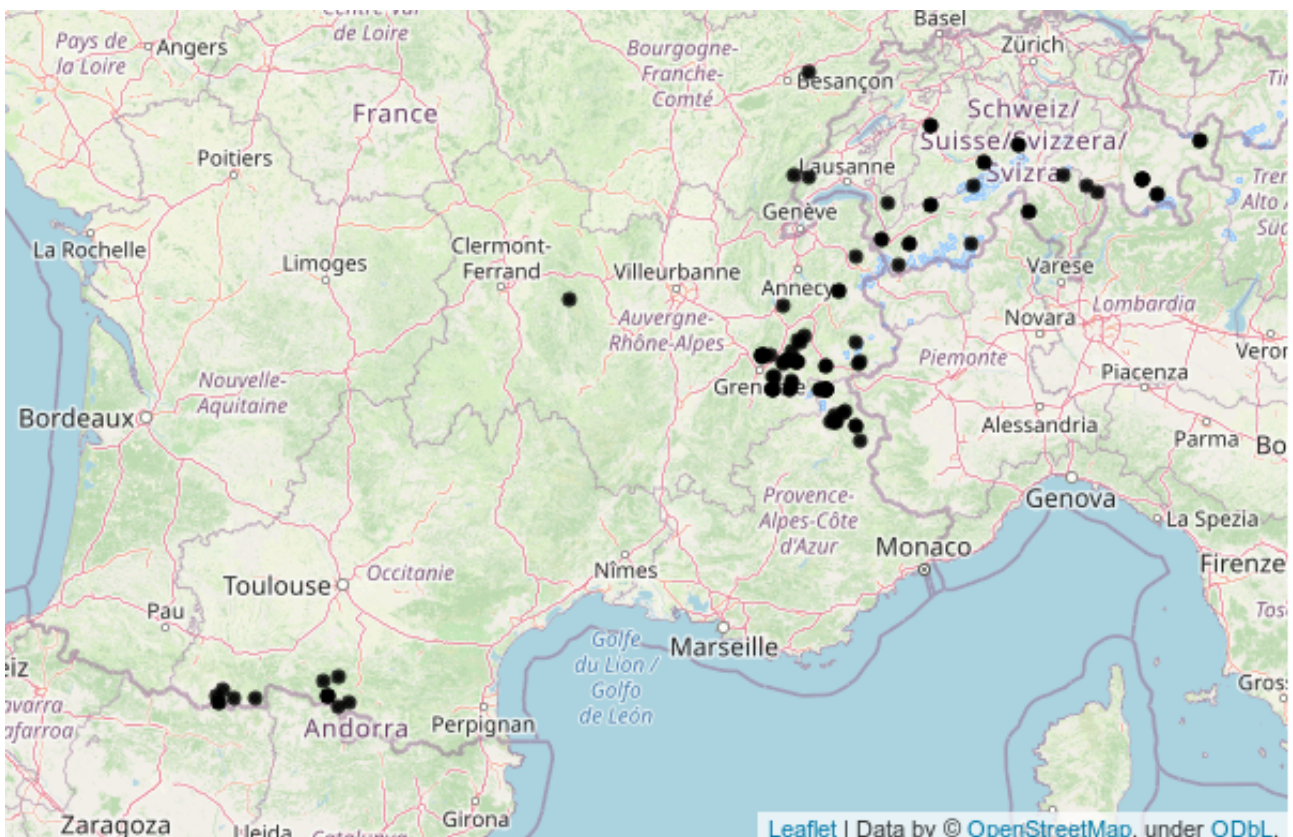 Centre-Val
de Loire
Basel
Pays de
la Loire
Angers
Bourgogne-
Franche-
Comté
Zürich
Besançon
France
Schweiz/
Suisse/Svizzera/
Svizra
Poitiers
Lausanne
Genève
La Rochelle
Limoges
Clermont-
Ferrand
Villeurbanne
Annecy
Varese
Auvergne-
Rhône-Alpes
Lombardia
Novara
Piemonte
Piacenza
Nouvelle-
Aquitaine
Bordeaux
Alessandria
Parma
Provence-
Alpes-Côte
d'Azur
Genova
La Spezia
Monaco
Firenze
Toulouse
Occitanie
Nîmes
Pau
Marseille
Golfe
du Lion /
Golfo
de León
Andorra
Perpignan
Girona
Zaragoza
Leaflet | Data by © OpenStreetMap, under ODbL.